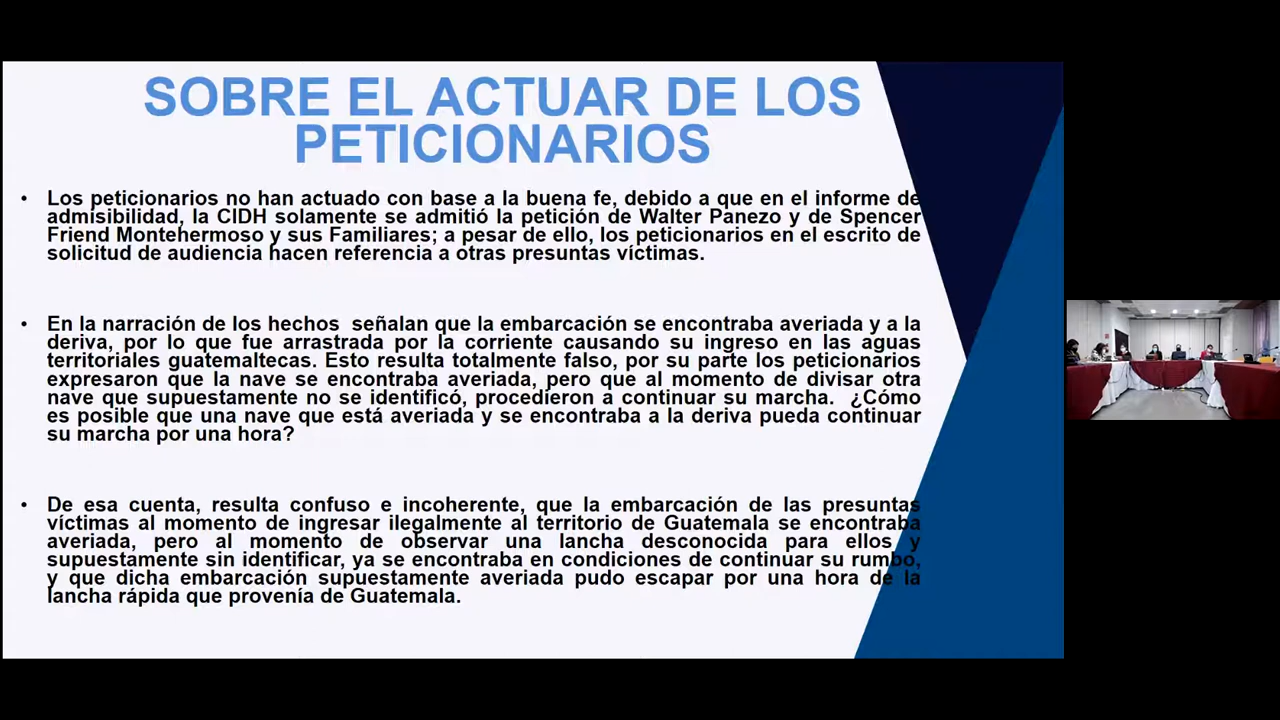 SOBRE EL ACTUAR DE LOS
PETICIONARIOS
• Los peticionarios no han actuado con base a la buena fe, debido a que en el informe de
admisibilidad, la CIDH solamente se admitió la petición de Walter Panezo y de Spencer
Friend Montehermoso y sus Familiares; a pesar de ello, los peticionarios en el escrito de
solicitud de audiencia hacen referencia a otras presuntas víctimas.
• En la narración de los hechos señalan que la embarcación se encontraba averiada y a la
deriva, por lo que fue arrastrada por la corriente causando su ingreso en las aguas
territoriales guatemaltecas. Esto resulta totalmente falso, por su parte los peticionarios
expresaron que la nave se encontraba averiada, pero que al momento de divisar otra
nave que supuestamente no se identificó, procedieron a continuar su marcha. ¿Cómo
es posible que una nave que está averiada y se encontraba a la deriva pueda continuar
su marcha por una hora?
• De esa cuenta, resulta confuso e incoherente, que la embarcación de las presuntas
víctimas al momento de ingresar ilegalmente al territorio de Guatemala se encontraba
averiada, pero al momento de observar una lancha desconocida para ellos y
supuestamente sin identificar, ya se encontraba en condiciones de continuar su rumbo,
y que dicha embarcación supuestamente averiada pudo escapar por una hora de la
lancha rápida que provenía de Guatemala.